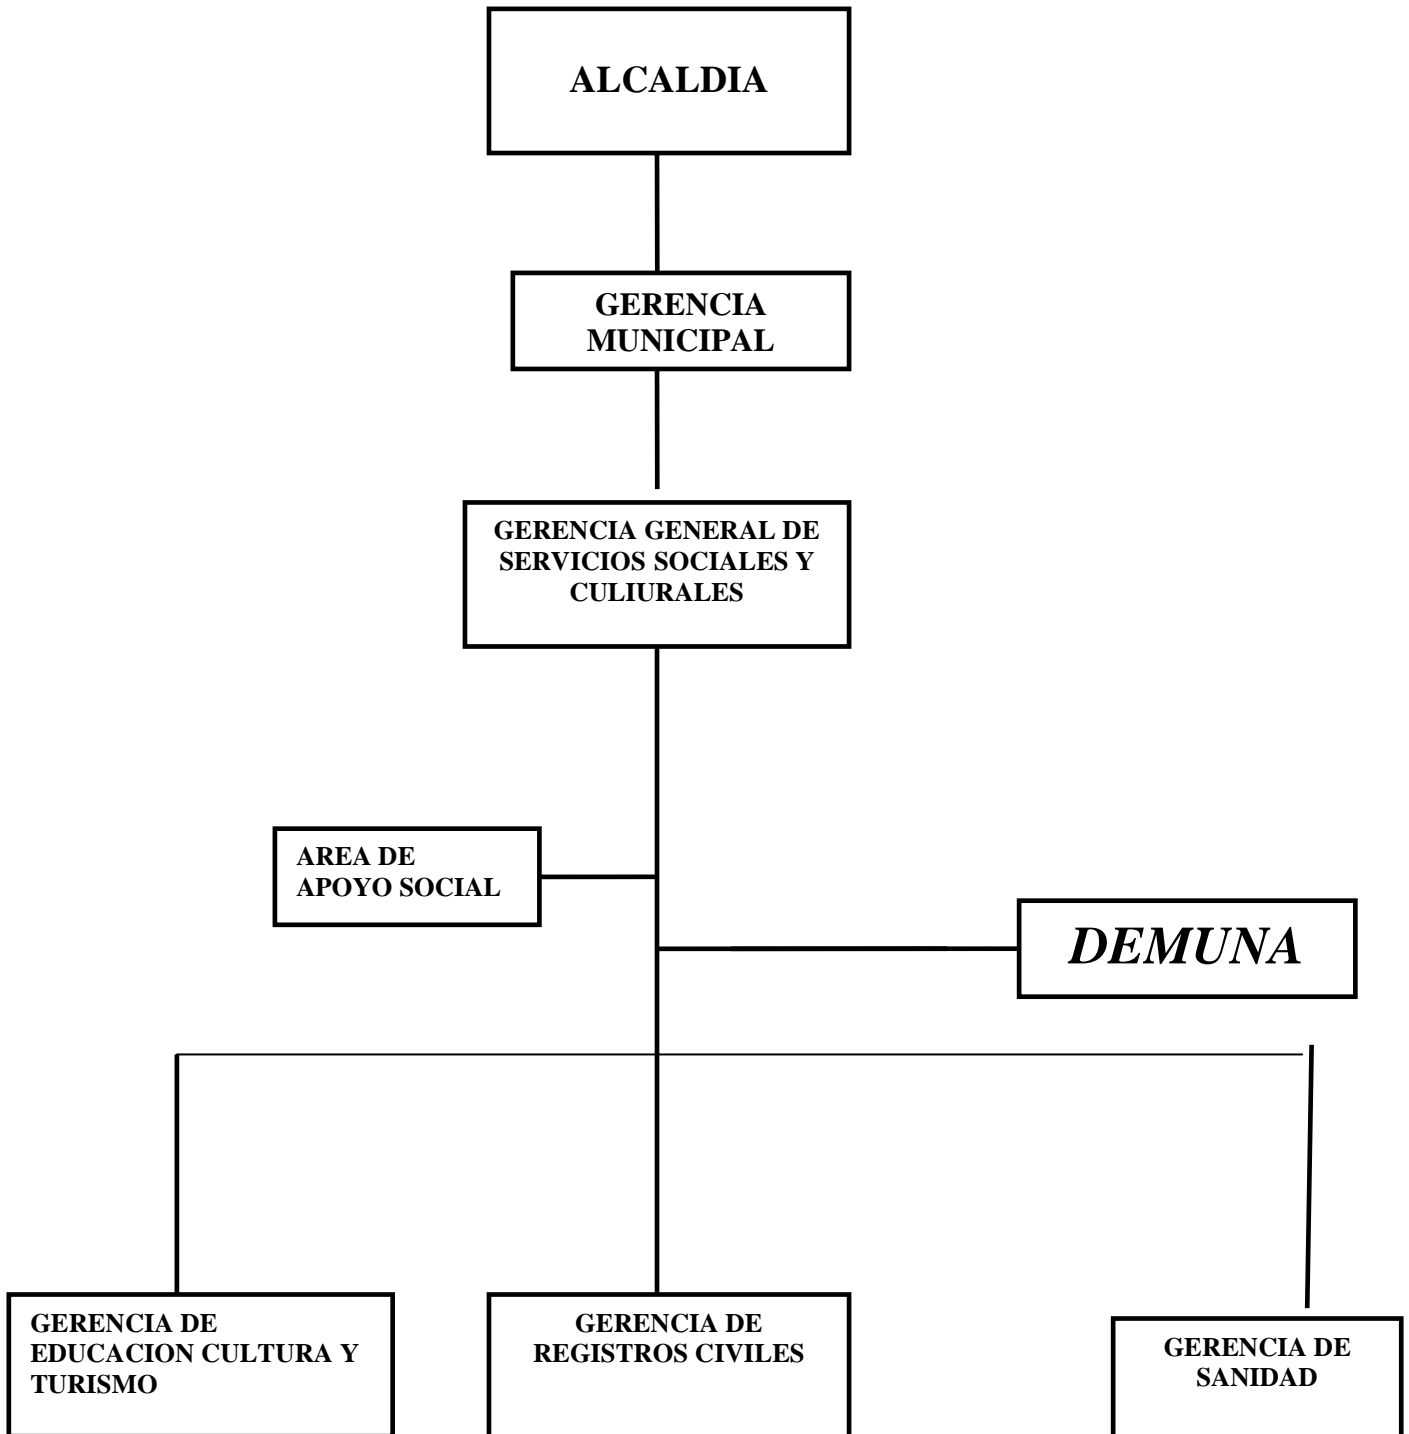 ALCALDIA
GERENCIA
MUNICIPAL
GERENCIA GENERAL DE
SERVICIOS SOCIALES Y
CULIURALES
AREA DE
APOYO SOCIAL
DEMUNA
GERENCIA DE
EDUCACION CULTURA Y
TURISMO
GERENCIA DE
REGISTROS CIVILES
GERENCIA DE
SANIDAD